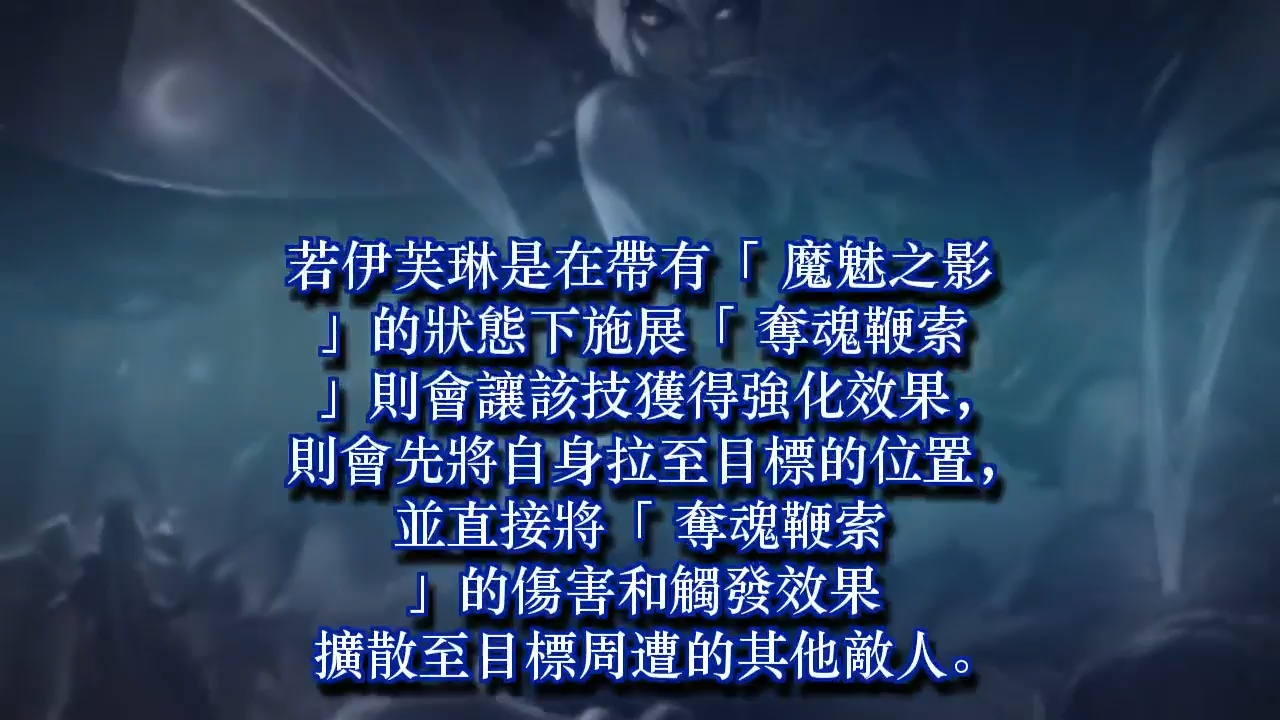 若伊芙琳是在帶有「 魔魅之影
」的狀態下施展「 奪魂鞭索
」則會讓該技獲得強化效果,
則會先將自身拉至目標的位置,
並直接將「 奪魂鞭索
」的傷害和觸發效果
擴散至目標周遭的其他敵人。